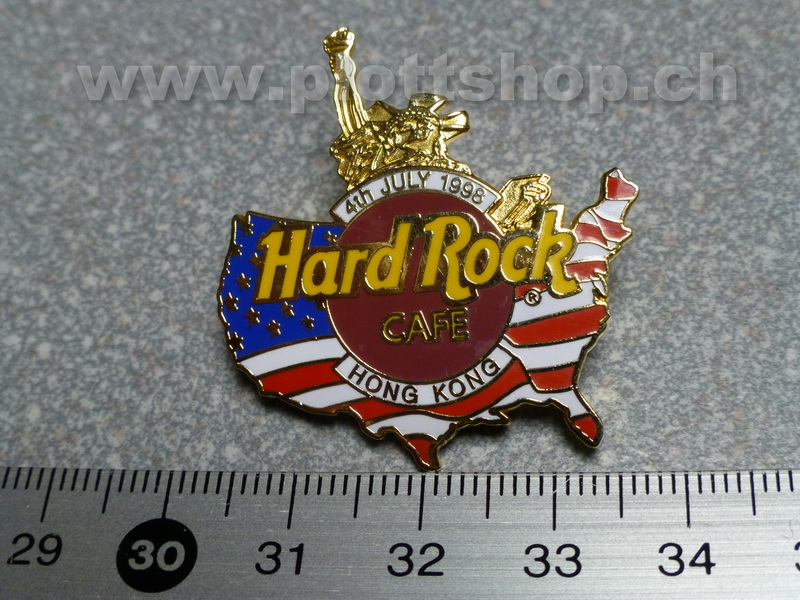 www.plottshop.ch
4th JULY 1998
Hard Rock
®
CAFE
HONG KONG
29 30 31 32 33 34